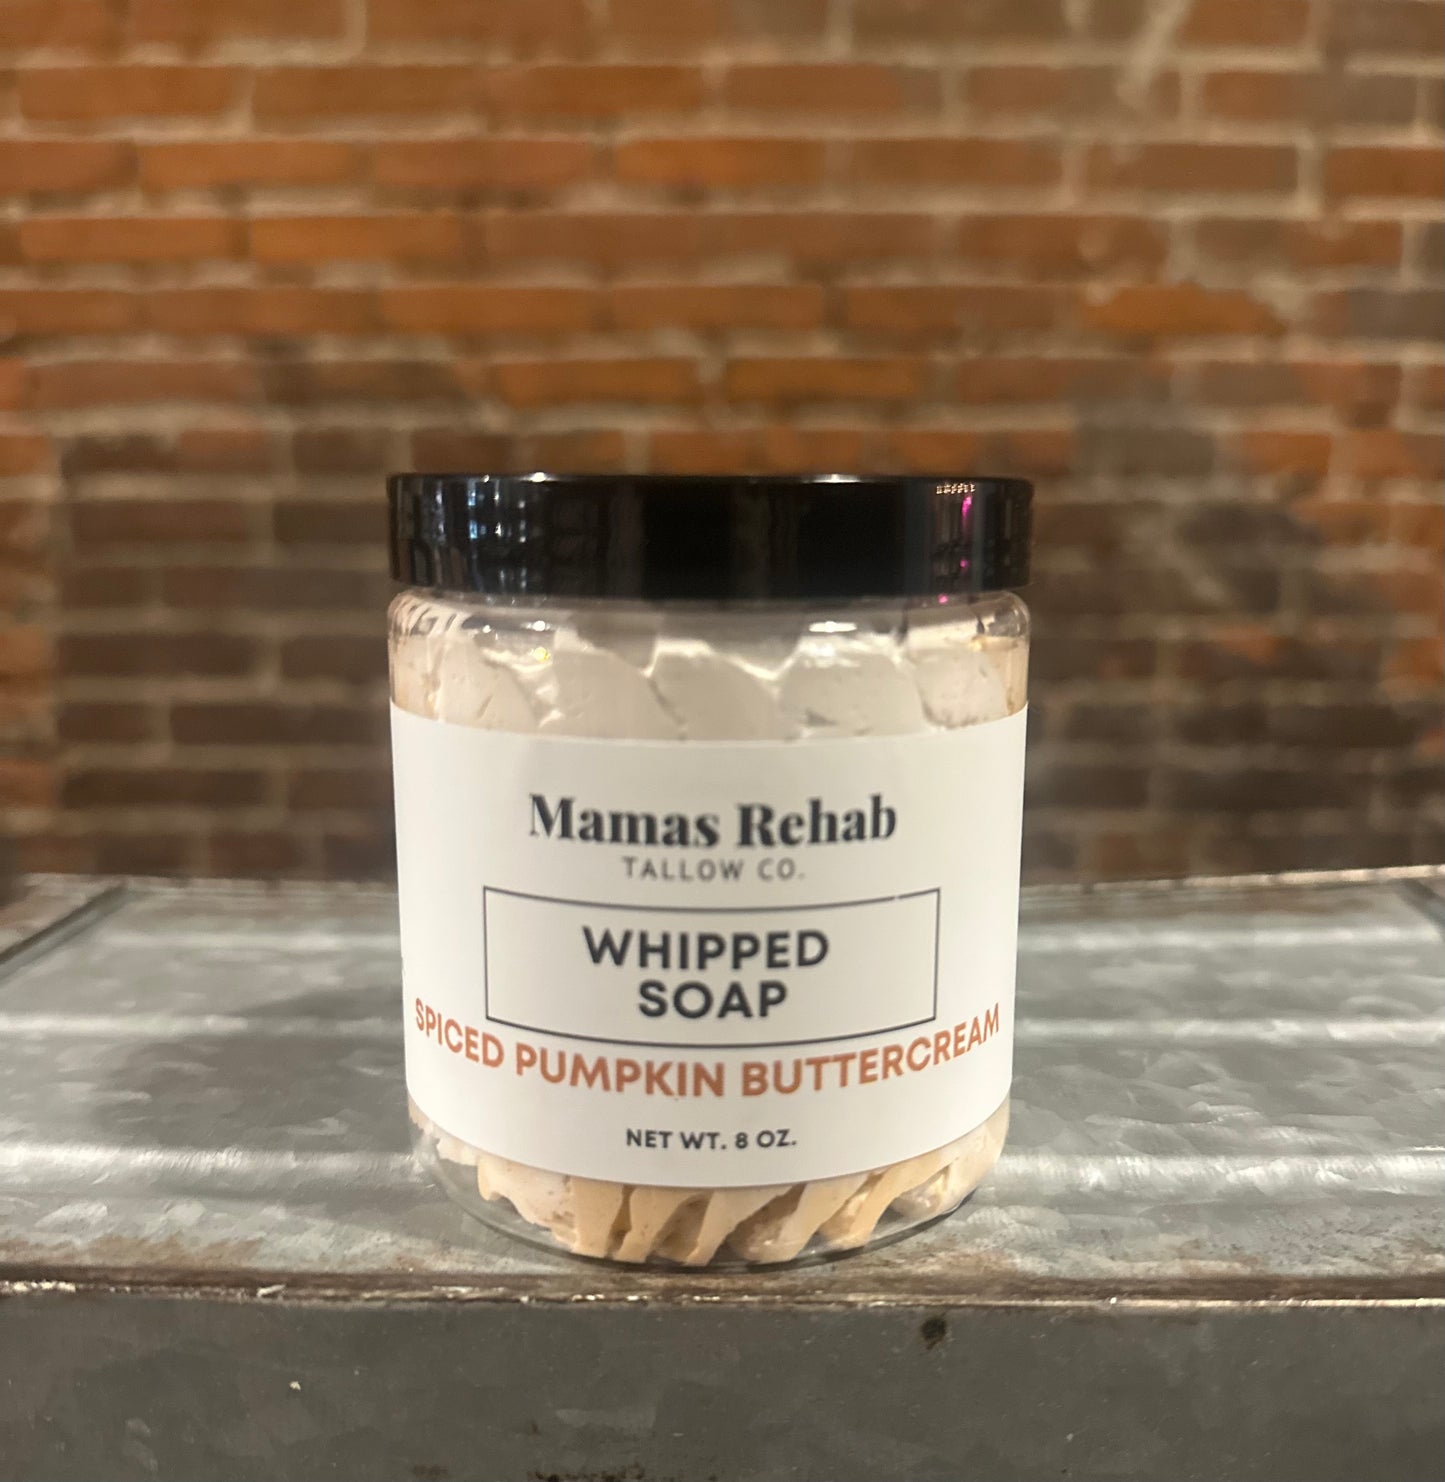 Mamas Rehab
TALLOW CO.
WHIPPED
SOAP
SPICED PUMPKIN BUTTERCREAM
NET WT. 8 OZ.